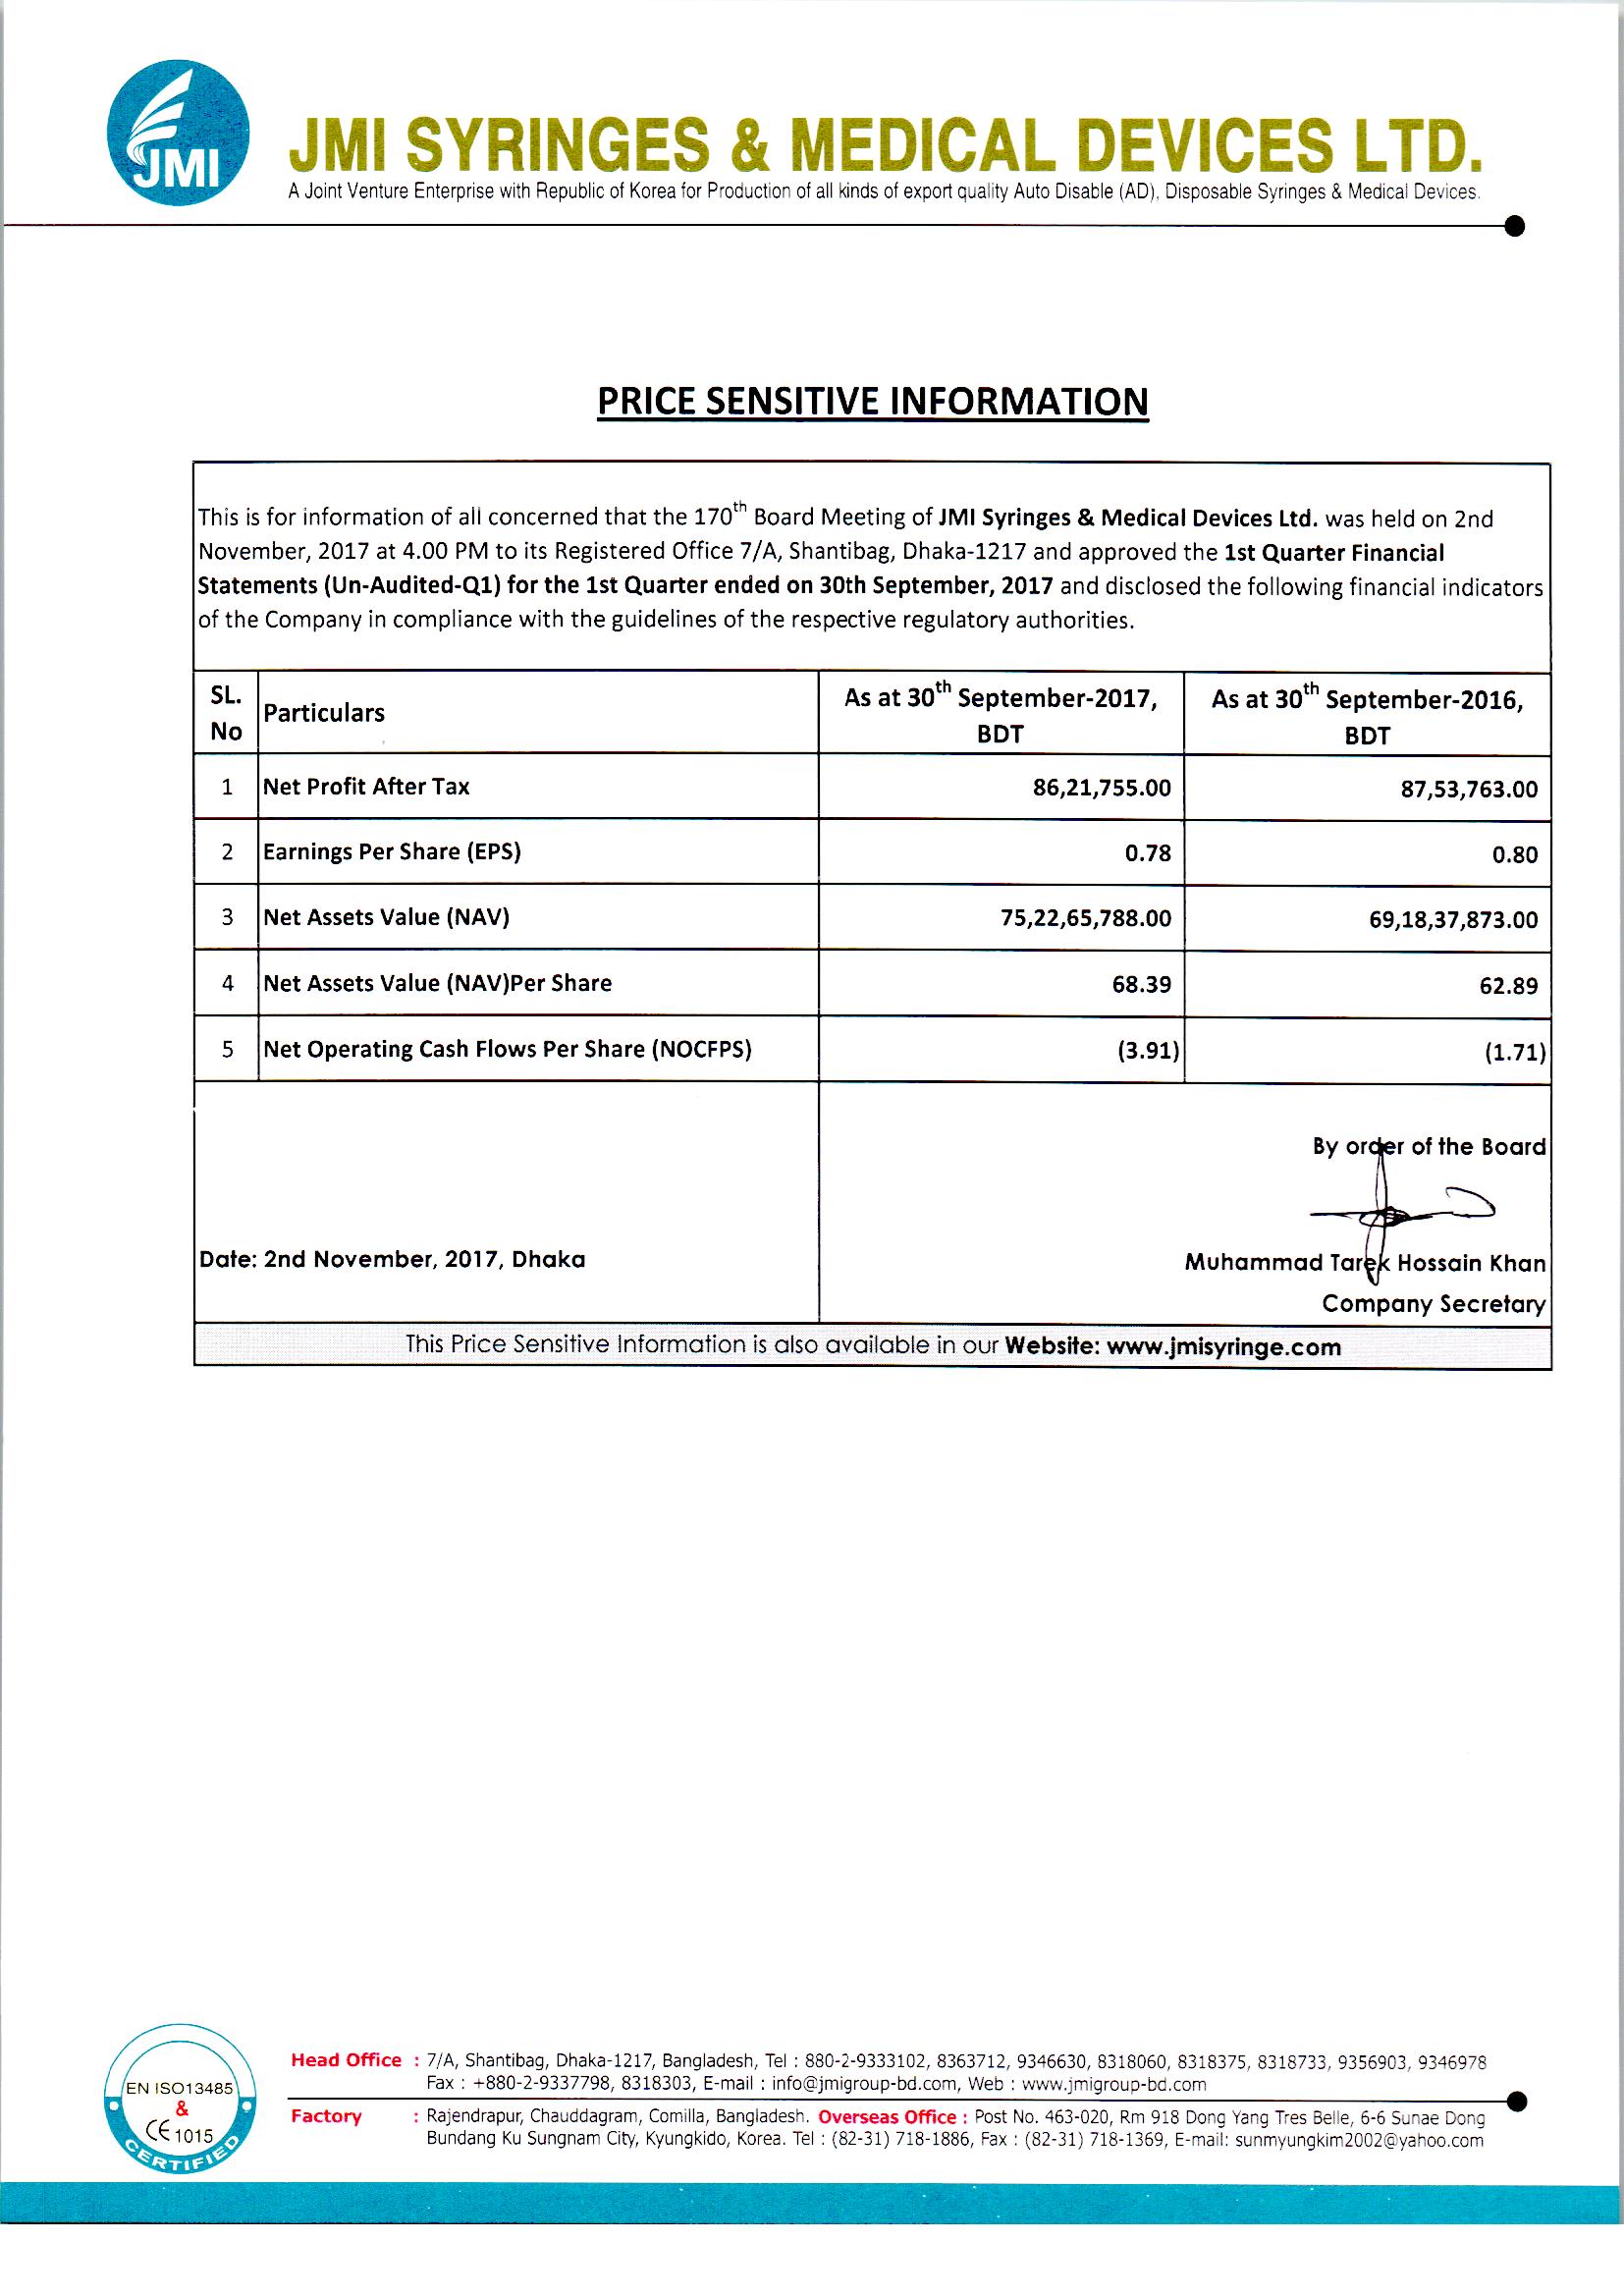 JMI
JMI SYRINGES & MEDICAL DEVICES LTD.
A Joint Venture Enterprise with Republic of Korea for Production of all kinds of export quality Auto Disable (AD), Disposable Syringes & Medical Devices.
PRICE SENSITIVE INFORMATION
This is for information of all concerned that the 170th Board Meeting of JMI Syringes & Medical Devices Ltd. was held on 2nd
November, 2017 at 4.00 PM to its Registered Office 7/A, Shantibag, Dhaka-1217 and approved the 1st Quarter Financial
Statements (Un-Audited-Q1) for the 1st Quarter ended on 30th September, 2017 and disclosed the following financial indicators
of the Company in compliance with the guidelines of the respective regulatory authorities.
SL. No Particulars As at 30th September-2017, BDT As at 30th September-2016, BDT
1 Net Profit After Tax 86,21,755.00 87,53,763.00
2 Earnings Per Share (EPS) 0.78 0.80
3 Net Assets Value (NAV) 75,22,65,788.00 69,18,37,873.00
4 Net Assets Value (NAV)Per Share 68.39 62.89
5 Net Operating Cash Flows Per Share (NOCFPS) (3.91) (1.71)
By order of the Board
Date: 2nd November, 2017, Dhaka Muhammad Tarek Hossain Khan
Company Secretary
This Price Sensitive Information is also available in our Website: www.jmisyringe.com
EN ISO13485
&
CE 1015
CERTIFIED
Head Office : 7/A, Shantibag, Dhaka-1217, Bangladesh, Tel : 880-2-9333102, 8363712, 9346630, 8318060, 8318375, 8318733, 9356903, 9346978
Fax : +880-2-9337798, 8318303, E-mail : info@jmigroup-bd.com, Web : www.jmigroup-bd.com
Factory : Rajendrapur, Chauddagram, Comilla, Bangladesh. Overseas Office : Post No. 463-020, Rm 918 Dong Yang Tres Belle, 6-6 Sunae Dong
Bundang Ku Sungnam City, Kyungkido, Korea. Tel : (82-31) 718-1886, Fax : (82-31) 718-1369, E-mail: sunmyungkim2002@yahoo.com